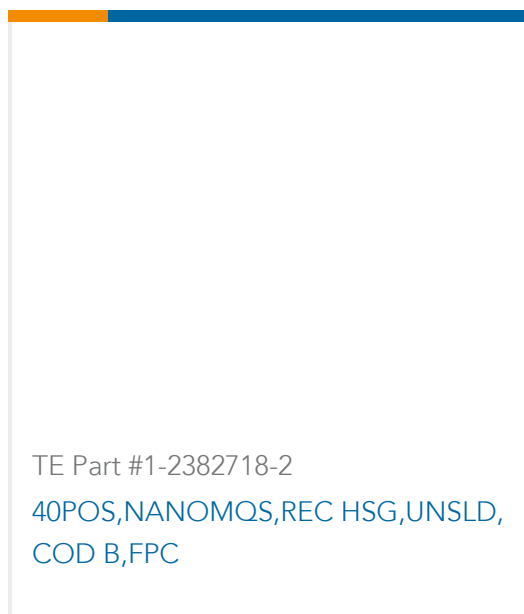 TE Part #1-2382718-2
40POS,NANOMQS,REC HSG,UNSLD,
COD B,FPC